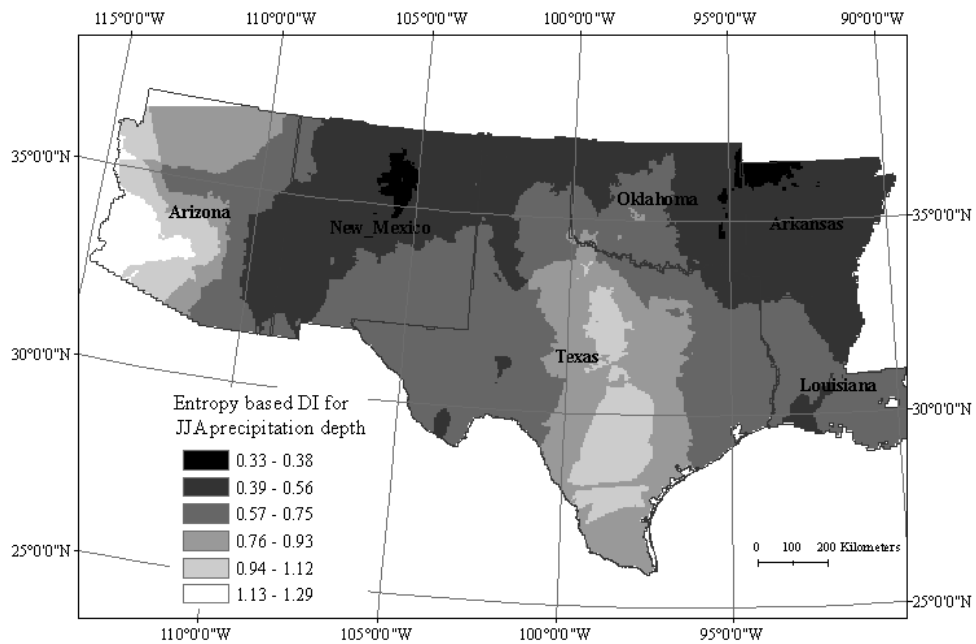 115°0'0"W
110°0'0"W
105°0'0"W
100°0'0"W
95°0'0"W
90°0'0"W
35°0'0"N
30°0'0"N
25°0'0"N
35°0'0"N
30°0'0"N
25°0'0"N
Arizona
New_Mexico
Oklahoma
Arkansas
Texas
Louisiana
Entropy based DI for
JJA precipitation depth
0.33 - 0.38
0.39 - 0.56
0.57 - 0.75
0.76 - 0.93
0.94 - 1.12
1.13 - 1.29
0 100 200 Kilometers
110°0'0"W
105°0'0"W
100°0'0"W
95°0'0"W